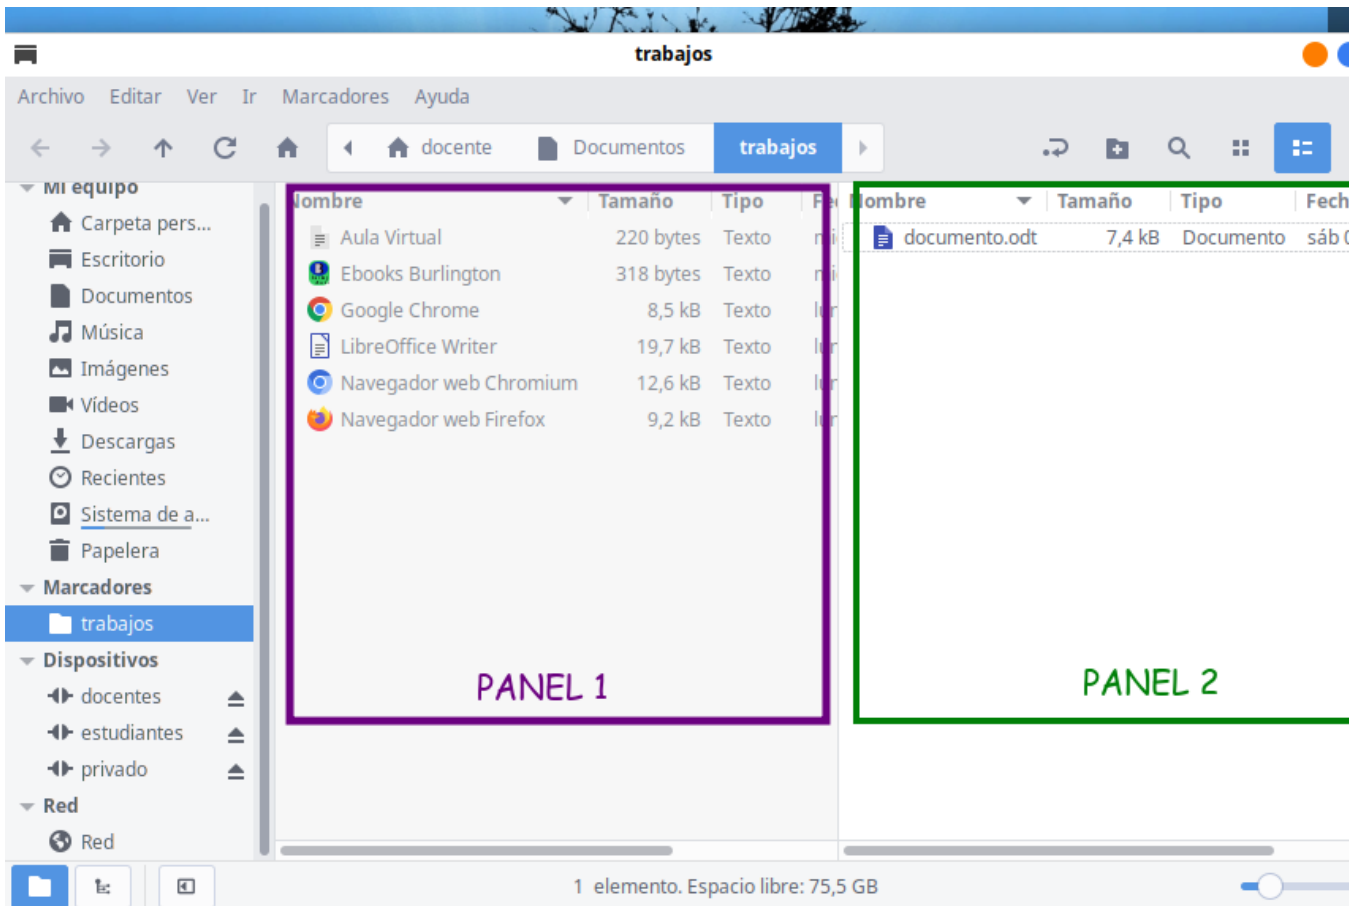 trabajos
Archivo Editar Ver Ir Marcadores Ayuda
docente Documentos trabajos
Mi equipo
Carpeta pers...
Escritorio
Documentos
Música
Imágenes
Vídeos
Descargas
Recientes
Sistema de a...
Papelera
Marcadores
trabajos
Dispositivos
docentes
estudiantes
privado
Red
Red
Nombre Tamaño Tipo
Aula Virtual 220 bytes Texto
Ebooks Burlington 318 bytes Texto
Google Chrome 8,5 kB Texto
LibreOffice Writer 19,7 kB Texto
Navegador web Chromium 12,6 kB Texto
Navegador web Firefox 9,2 kB Texto
PANEL 1
Nombre Tamaño Tipo Fech
documento.odt 7,4 kB Documento sáb
PANEL 2
1 elemento. Espacio libre: 75,5 GB